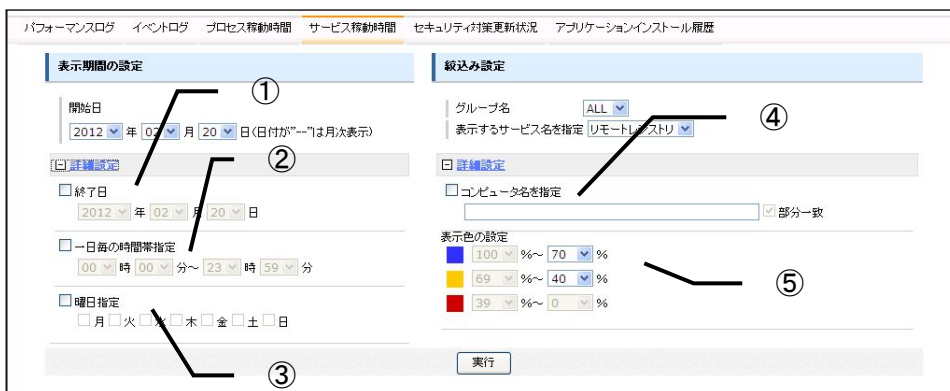 パフォーマンスログ イベントログ プロセス稼動時間 サービス稼動時間 セキュリティ対策更新状況 アプリケーションインストール履歴
表示期間の設定
①
開始日
2012 年 02 月 20 日(日付が"--"は月次表示)
詳細設定
②
終了日
2012 年 02 月 20 日
一日毎の時間帯指定
00 時 00 分～ 23 時 59 分
曜日指定
月 火 水 木 金 土 日
③
絞込み設定
グループ名 ALL
④
表示するサービス名を指定 リモートレジストリ
詳細設定
コンピュータ名を指定
部分一致
表示色の設定
100 %～ 70 %
69 %～ 40 %
⑤
39 %～ 0 %
実行